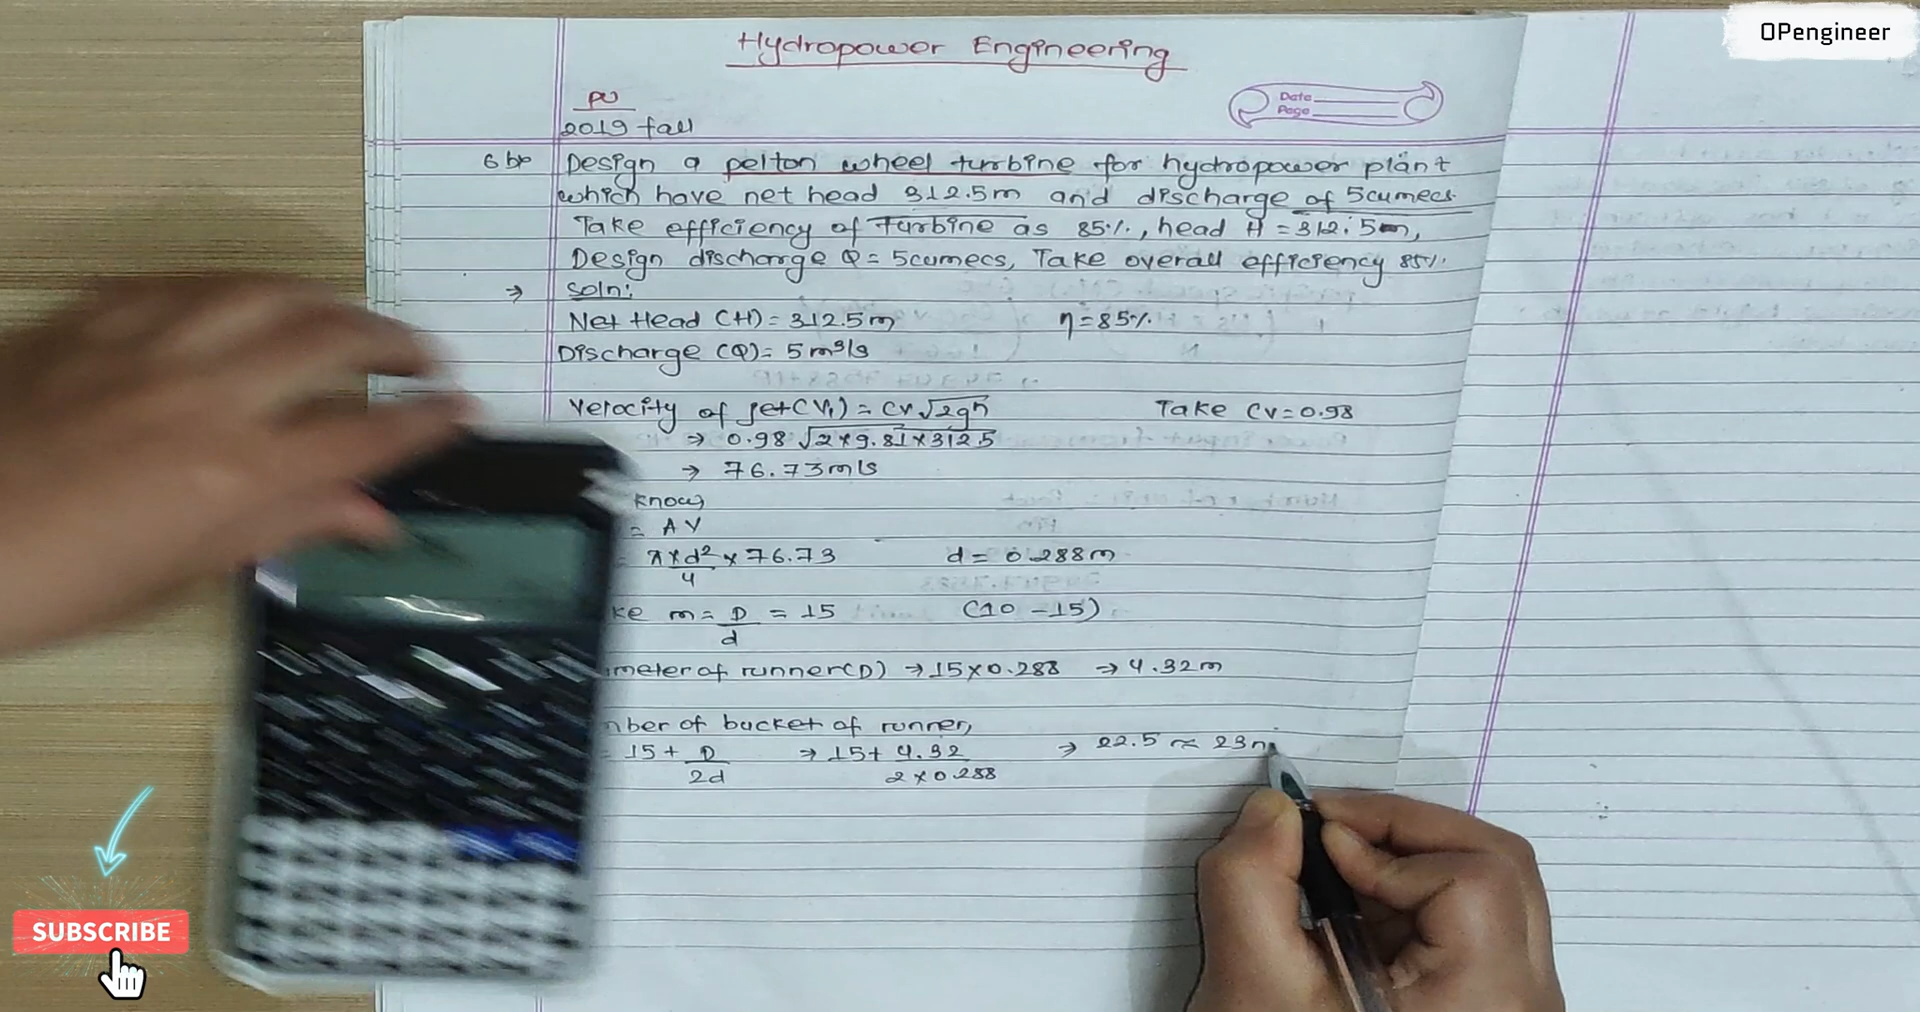 OPengineer
Hydropower Engineering
PU
2019 fall
Date
Page
6 b>
Design a pelton wheel turbine for hydropower plant
which have net head 312.5m and discharge of 5cumecs.
Take efficiency of turbine as 85%, head H = 312.5m,
Design discharge Q = 5cumecs, Take overall efficiency 85%.
→ Soln:
Net Head (H) = 312.5m η = 85%
Discharge (Q) = 5 m³/s
Velocity of jet (V₁) = Cv √2gh Take Cv = 0.98
→ 0.98 √2×9.81×312.5
→ 76.73 m/s
know,
= AV
π×d²/4 × 76.73 d = 0.288m
m = D/d = 15 (10 - 15)
of runner (D) → 15×0.288 → 4.32m
of bucket of runner,
= 15 + D/2d → 15 + 4.32/2×0.288 → 22.5 ≈ 23
SUBSCRIBE